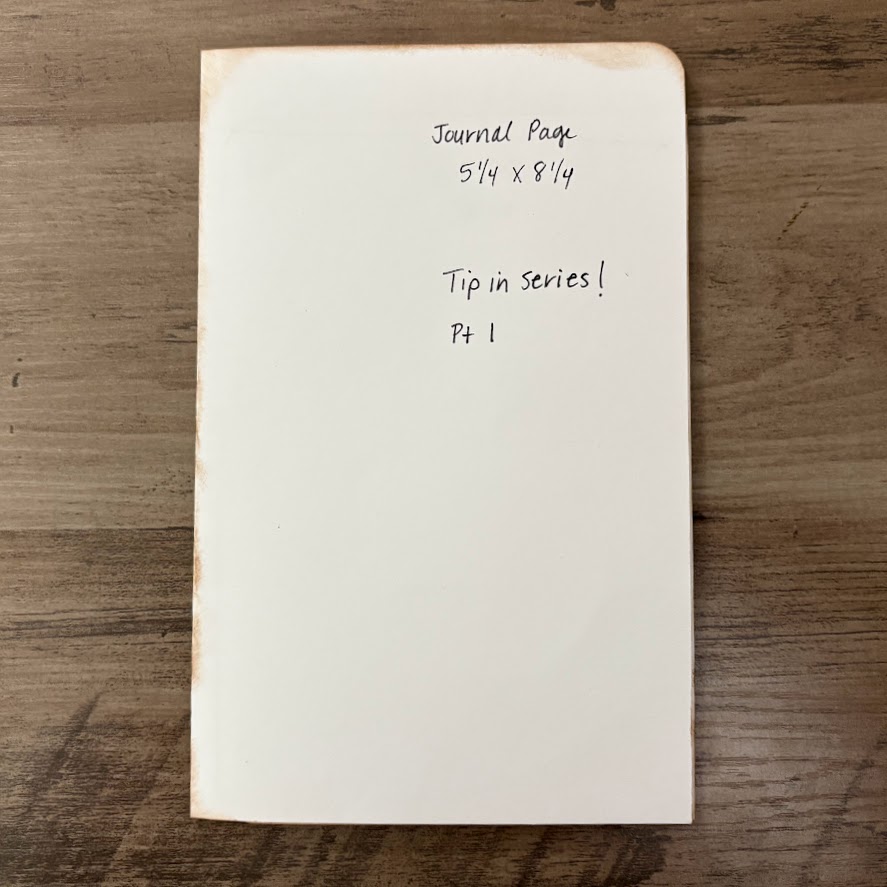 Journal Page
5 1/4 x 8 1/4
Tip in series!
Pt 1